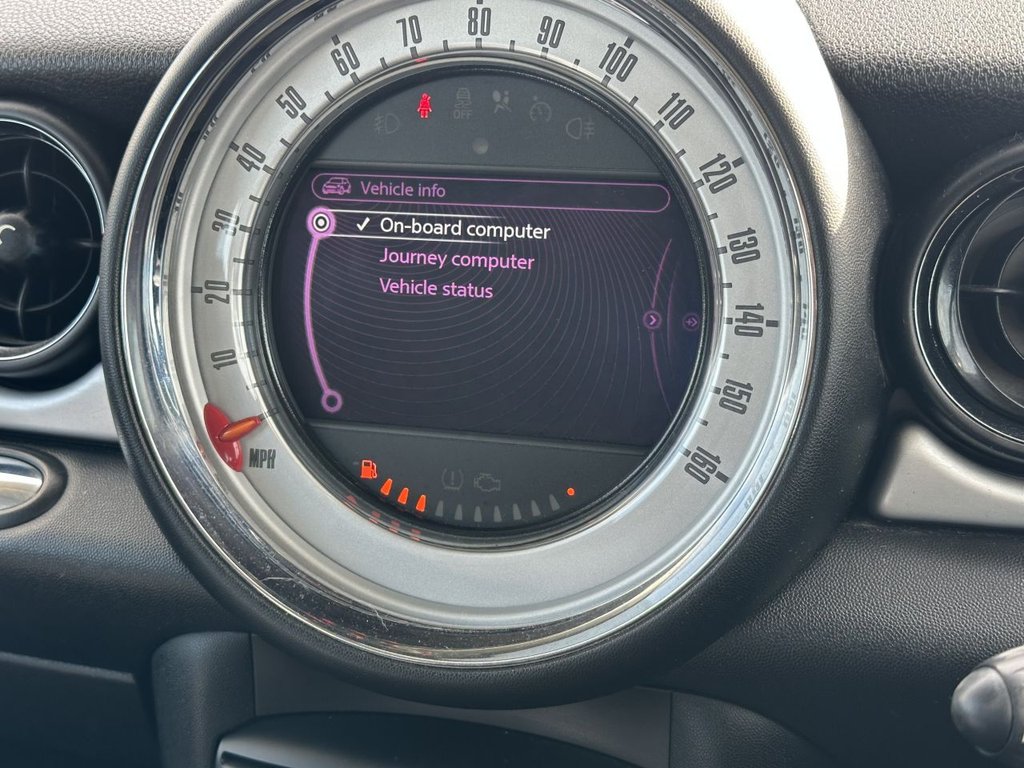 80
70
90
60
100
50
110
OFF
40
120
Vehicle info
30
✓ On-board computer
130
Journey computer
20
Vehicle status
140
10
150
MPH
160